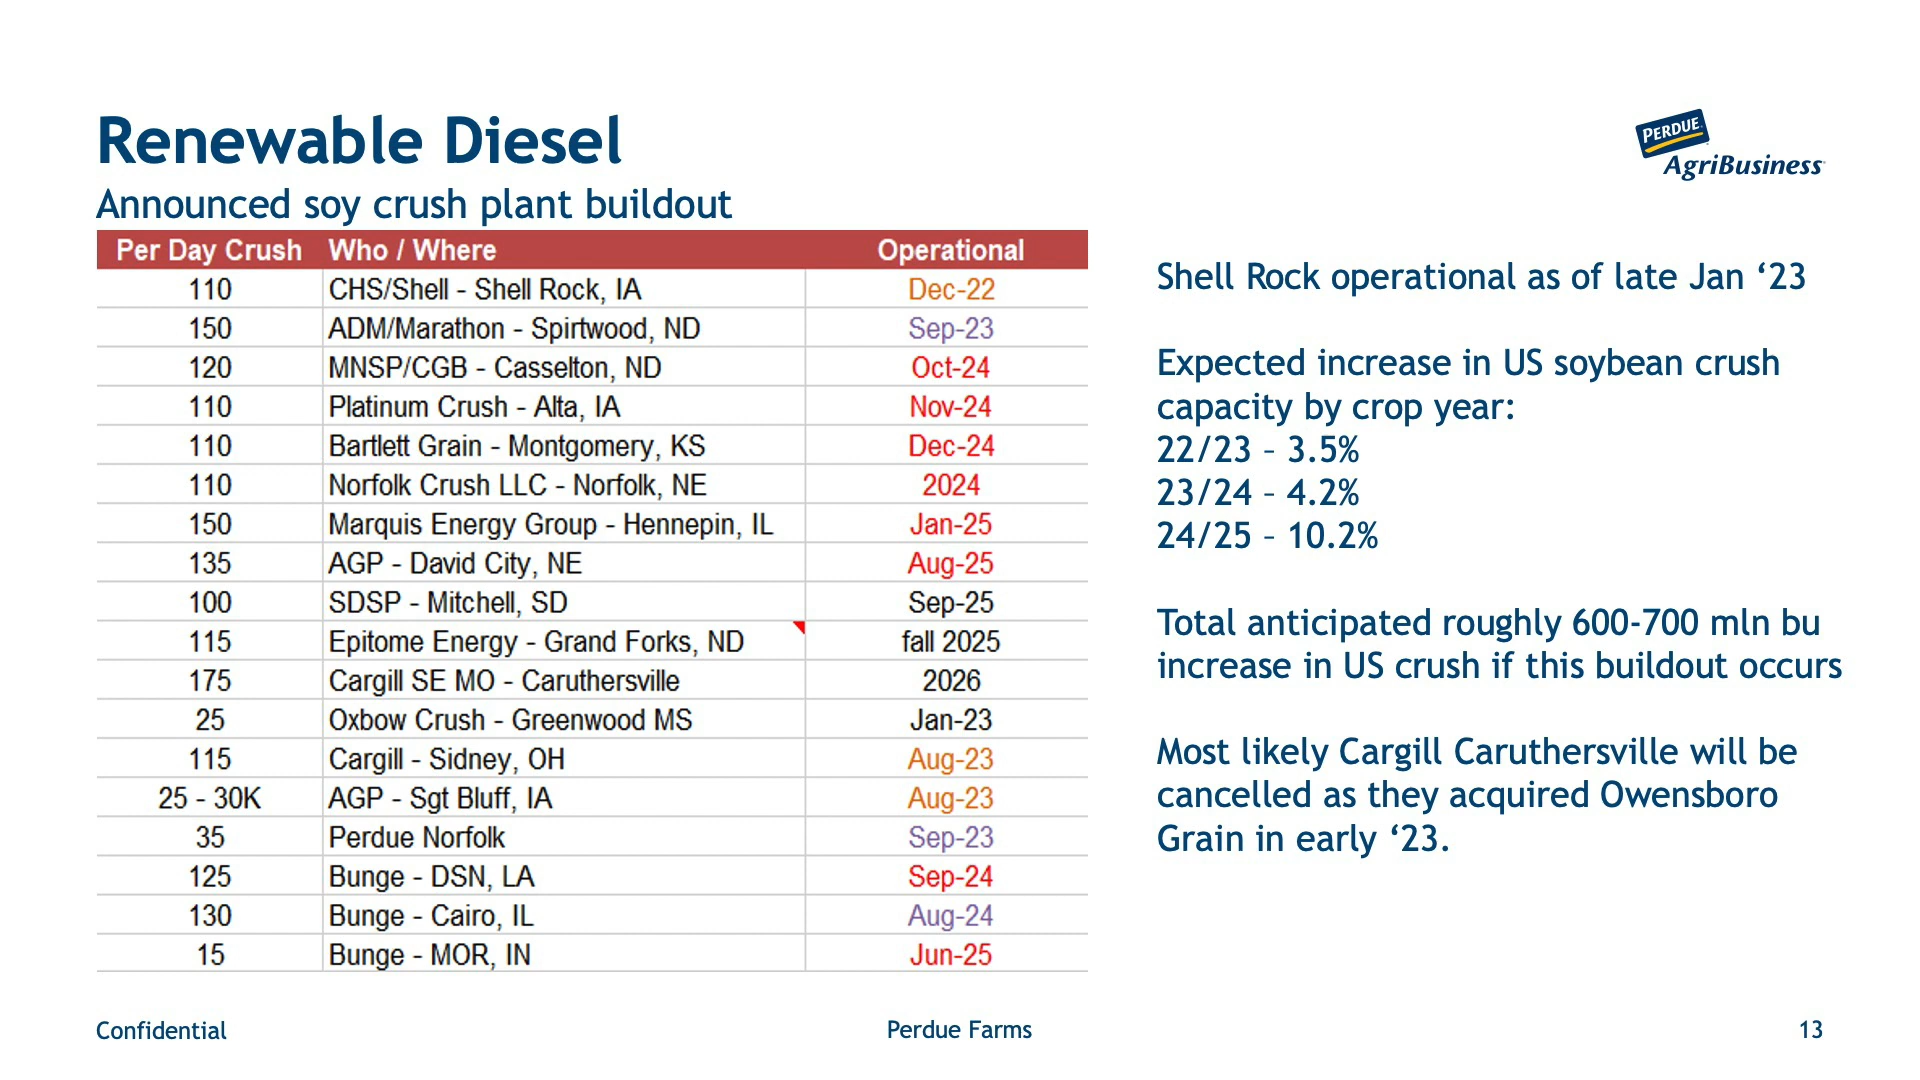 Renewable Diesel
Announced soy crush plant buildout
PERDUE
AgriBusiness
Per Day Crush Who / Where Operational
110 CHS/Shell - Shell Rock, IA Dec-22
150 ADM/Marathon - Spirtwood, ND Sep-23
120 MNSP/CGB - Casselton, ND Oct-24
110 Platinum Crush - Alta, IA Nov-24
110 Bartlett Grain - Montgomery, KS Dec-24
110 Norfolk Crush LLC - Norfolk, NE 2024
150 Marquis Energy Group - Hennepin, IL Jan-25
135 AGP - David City, NE Aug-25
100 SDSP - Mitchell, SD Sep-25
115 Epitome Energy - Grand Forks, ND fall 2025
175 Cargill SE MO - Caruthersville 2026
25 Oxbow Crush - Greenwood MS Jan-23
115 Cargill - Sidney, OH Aug-23
25 - 30K AGP - Sgt Bluff, IA Aug-23
35 Perdue Norfolk Sep-23
125 Bunge - DSN, LA Sep-24
130 Bunge - Cairo, IL Aug-24
15 Bunge - MOR, IN Jun-25
Shell Rock operational as of late Jan ‘23
Expected increase in US soybean crush
capacity by crop year:
22/23 – 3.5%
23/24 – 4.2%
24/25 – 10.2%
Total anticipated roughly 600-700 mln bu
increase in US crush if this buildout occurs
Most likely Cargill Caruthersville will be
cancelled as they acquired Owensboro
Grain in early ‘23.
Confidential
Perdue Farms
13